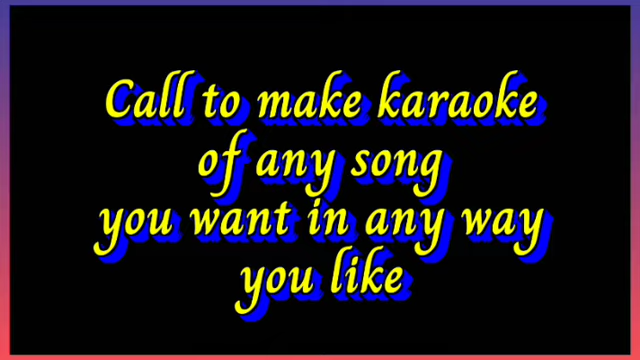 Call to make karaoke
of any song
you want in any way
you like